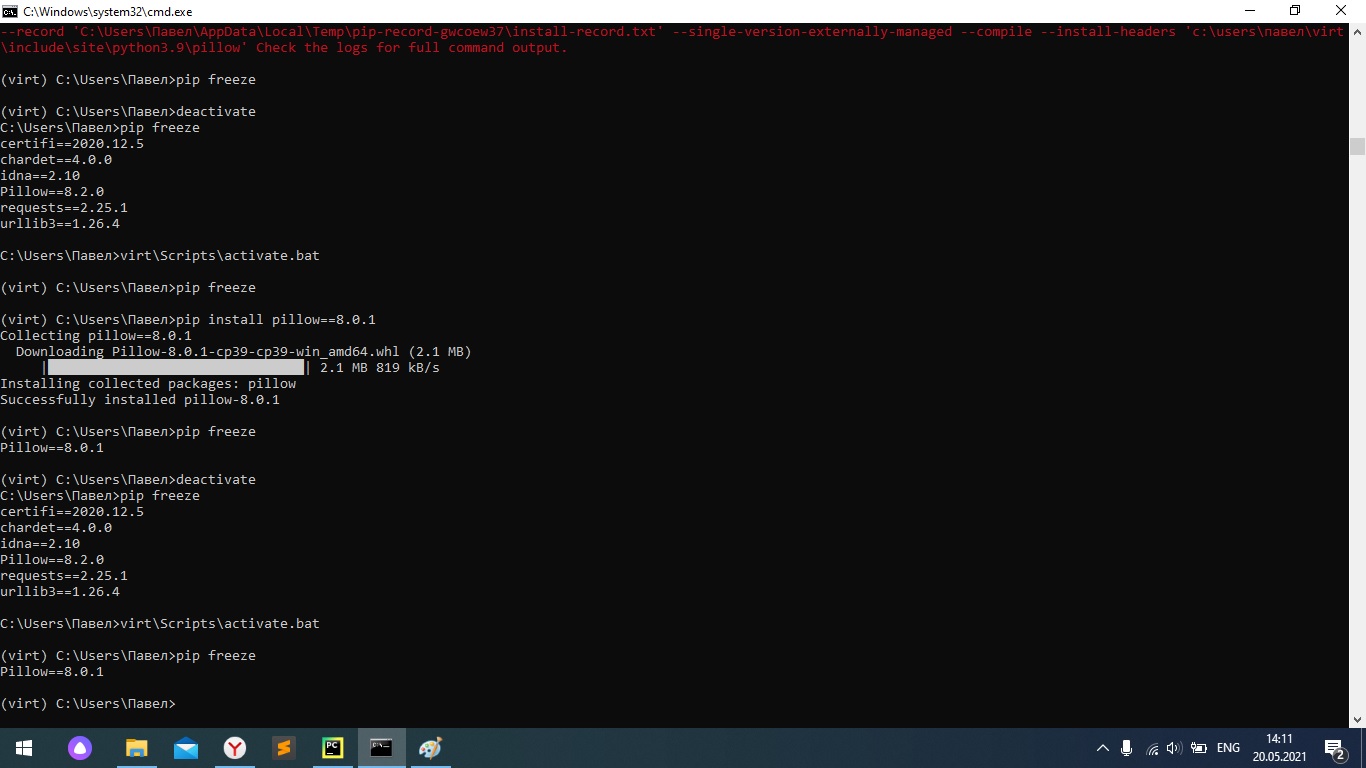 C:\Windows\system32\cmd.exe
--record 'C:\Users\Павел\AppData\Local\Temp\pip-record-gwcoew37\install-record.txt' --single-version-externally-managed --compile --install-headers 'c:\users\павел\virt
\include\site\python3.9\pillow' Check the logs for full command output.
(virt) C:\Users\Павел>pip freeze
(virt) C:\Users\Павел>deactivate
C:\Users\Павел>pip freeze
certifi==2020.12.5
chardet==4.0.0
idna==2.10
Pillow==8.2.0
requests==2.25.1
urllib3==1.26.4
C:\Users\Павел>virt\Scripts\activate.bat
(virt) C:\Users\Павел>pip freeze
(virt) C:\Users\Павел>pip install pillow==8.0.1
Collecting pillow==8.0.1
Downloading Pillow-8.0.1-cp39-cp39-win_amd64.whl (2.1 MB)
| | 2.1 MB 819 kB/s
Installing collected packages: pillow
Successfully installed pillow-8.0.1
(virt) C:\Users\Павел>pip freeze
Pillow==8.0.1
(virt) C:\Users\Павел>deactivate
C:\Users\Павел>pip freeze
certifi==2020.12.5
chardet==4.0.0
idna==2.10
Pillow==8.2.0
requests==2.25.1
urllib3==1.26.4
C:\Users\Павел>virt\Scripts\activate.bat
(virt) C:\Users\Павел>pip freeze
Pillow==8.0.1
(virt) C:\Users\Павел>
ENG
14:11
20.05.2021
2